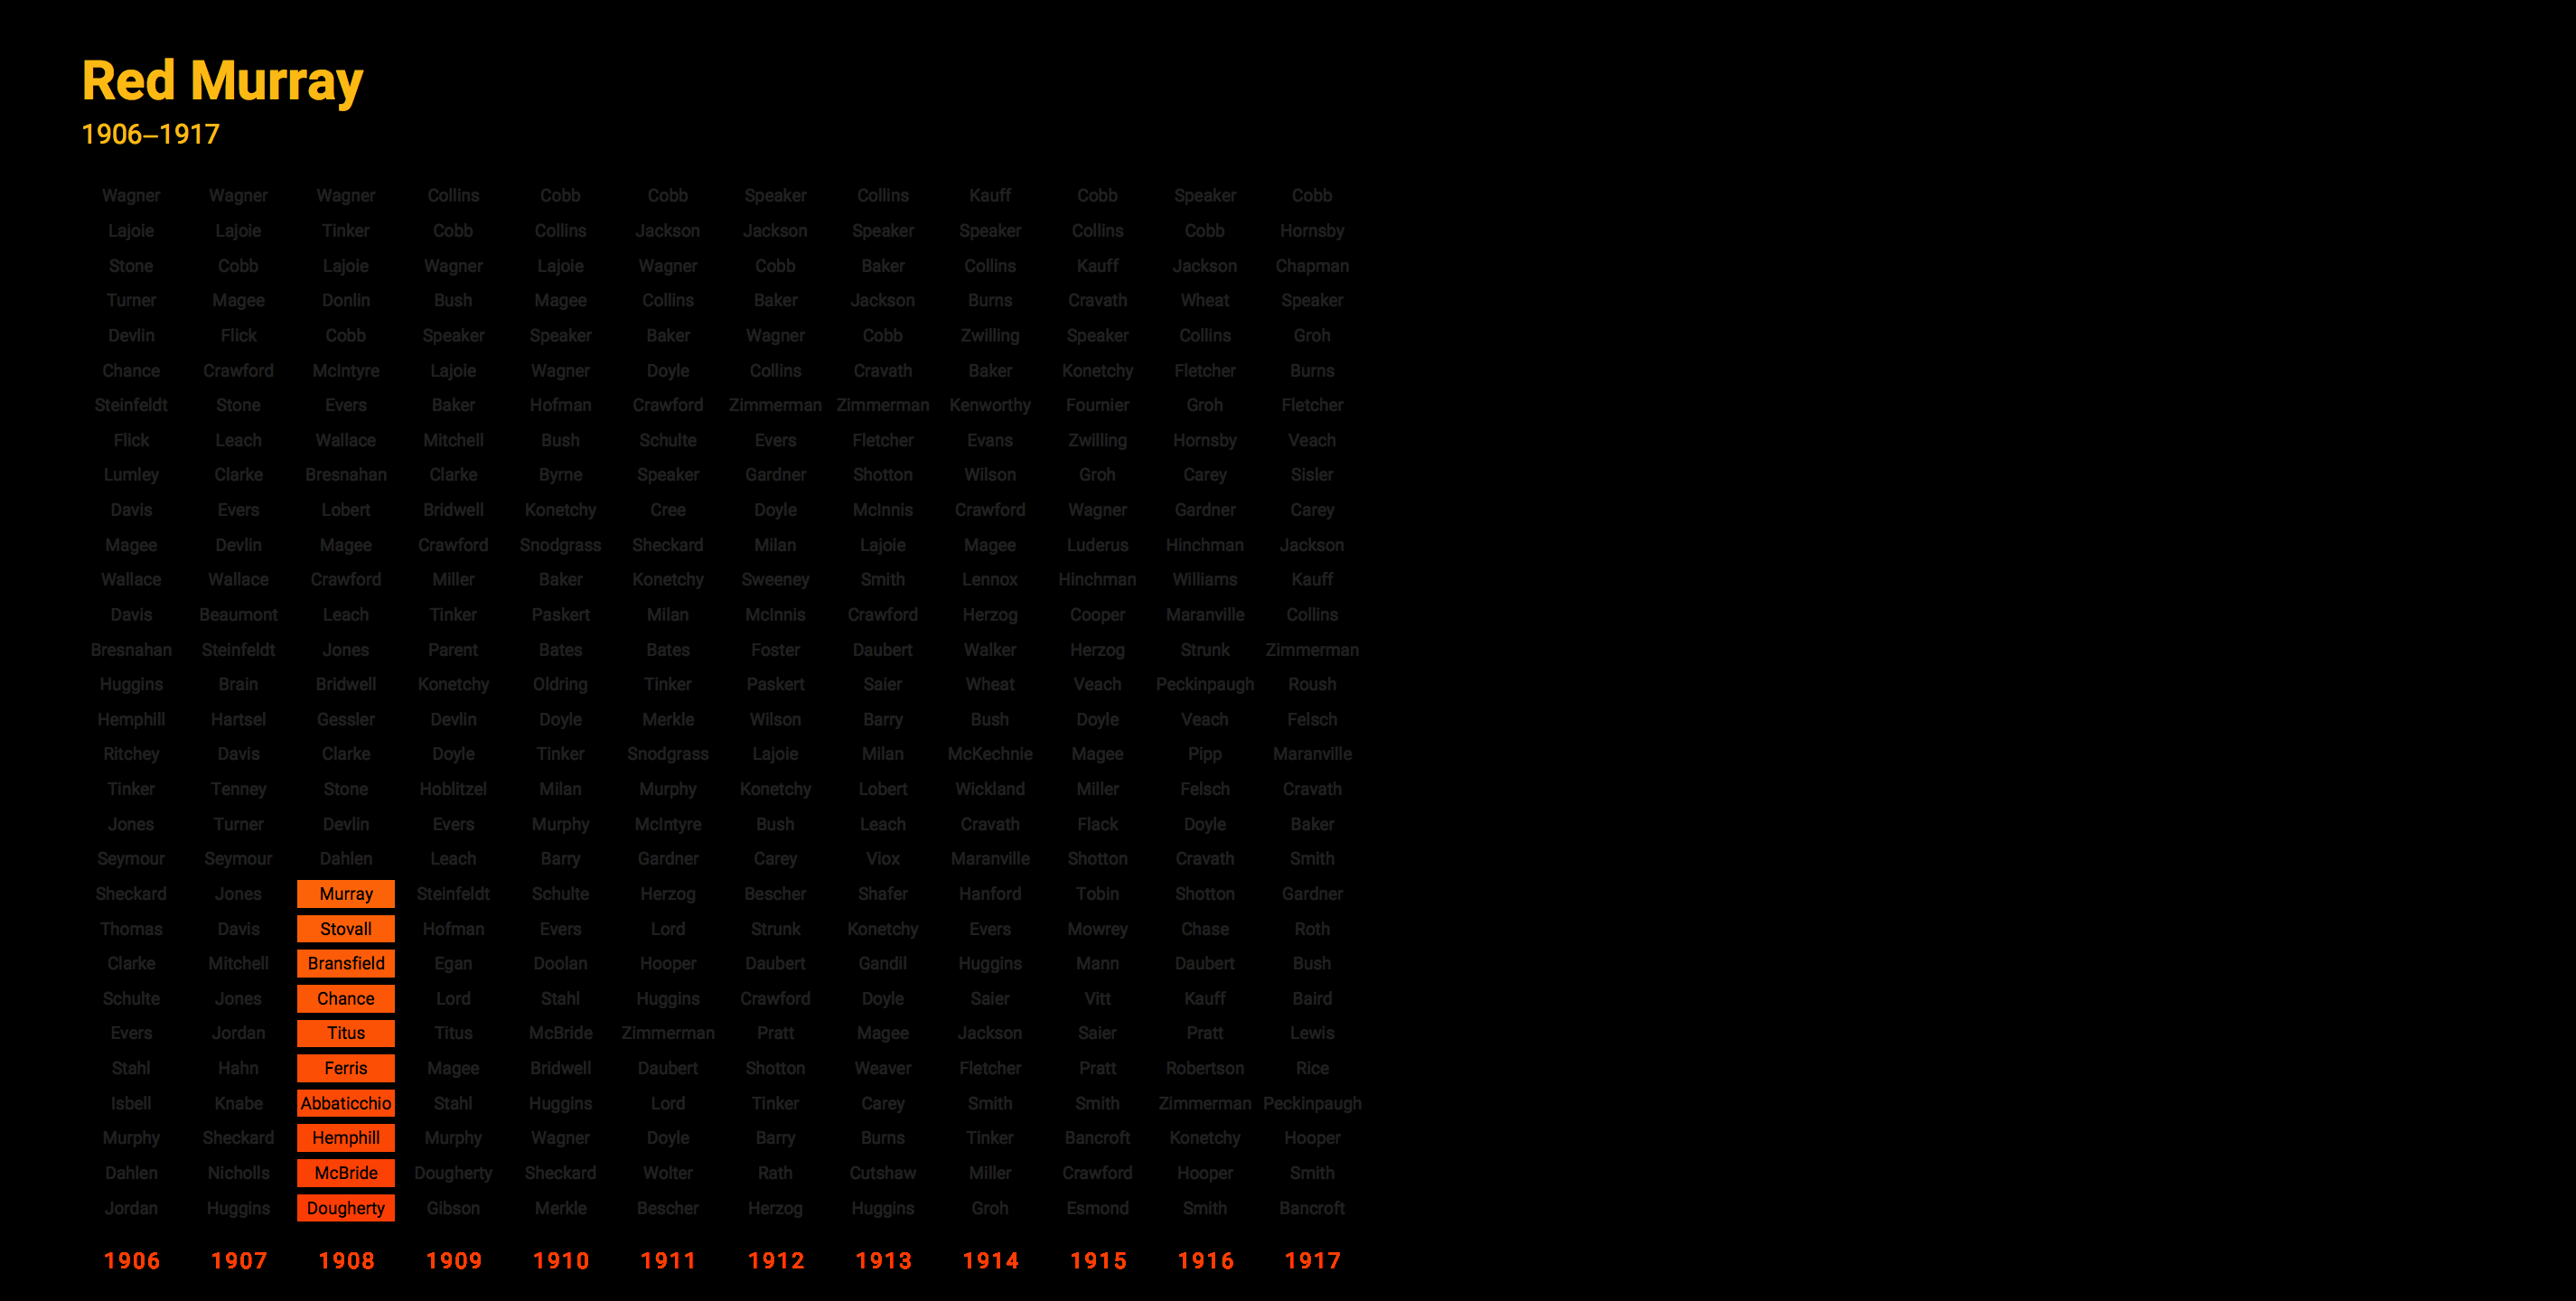 Red Murray
1906–1917
Wagner Wagner Wagner Collins Cobb Cobb Speaker Collins Kauff Cobb Speaker Cobb
Lajoie Lajoie Tinker Cobb Collins Jackson Jackson Speaker Speaker Collins Cobb Hornsby
Stone Cobb Lajoie Wagner Lajoie Wagner Cobb Baker Collins Kauff Jackson Chapman
Turner Magee Donlin Bush Magee Collins Baker Jackson Burns Cravath Wheat Speaker
Devlin Flick Cobb Speaker Speaker Baker Wagner Cobb Zwilling Speaker Collins Groh
Chance Crawford McIntyre Lajoie Wagner Doyle Collins Cravath Baker Konetchy Fletcher Burns
Steinfeldt Stone Evers Baker Hofman Crawford Zimmerman Zimmerman Kenworthy Fournier Groh Fletcher
Flick Leach Wallace Mitchell Bush Schulte Evers Fletcher Evans Zwilling Hornsby Veach
Lumley Clarke Bresnahan Clarke Byrne Speaker Gardner Shotton Wilson Groh Carey Sisler
Davis Evers Lobert Bridwell Konetchy Cree Doyle McInnis Crawford Wagner Gardner Carey
Magee Devlin Magee Crawford Snodgrass Sheckard Milan Lajoie Magee Luderus Hinchman Jackson
Wallace Wallace Crawford Miller Baker Konetchy Sweeney Smith Lennox Hinchman Williams Kauff
Davis Beaumont Leach Tinker Paskert Milan McInnis Crawford Herzog Cooper Maranville Collins
Bresnahan Steinfeldt Jones Parent Bates Bates Foster Daubert Walker Herzog Strunk Zimmerman
Huggins Brain Bridwell Konetchy Oldring Tinker Paskert Saier Wheat Veach Peckinpaugh Roush
Hemphill Hartsel Gessler Devlin Doyle Merkle Wilson Barry Bush Doyle Veach Felsch
Ritchey Davis Clarke Doyle Tinker Snodgrass Lajoie Milan McKechnie Magee Pipp Maranville
Tinker Tenney Stone Hoblitzel Milan Murphy Konetchy Lobert Wickland Miller Felsch Cravath
Jones Turner Devlin Evers Murphy McIntyre Bush Leach Cravath Flack Doyle Baker
Seymour Seymour Dahlen Leach Barry Gardner Carey Viox Maranville Shotton Cravath Smith
Sheckard Jones Murray Steinfeldt Schulte Herzog Bescher Shafer Hanford Tobin Shotton Gardner
Thomas Davis Stovall Hofman Evers Lord Strunk Konetchy Evers Mowrey Chase Roth
Clarke Mitchell Bransfield Egan Doolan Hooper Daubert Gandil Huggins Mann Daubert Bush
Schulte Jones Chance Lord Stahl Huggins Crawford Doyle Saier Vitt Kauff Baird
Evers Jordan Titus Titus McBride Zimmerman Pratt Magee Jackson Saier Pratt Lewis
Stahl Hahn Ferris Magee Bridwell Daubert Shotton Weaver Fletcher Pratt Robertson Rice
Isbell Knabe Abbaticchio Stahl Huggins Lord Tinker Carey Smith Smith Zimmerman Peckinpaugh
Murphy Sheckard Hemphill Murphy Wagner Doyle Barry Burns Tinker Bancroft Konetchy Hooper
Dahlen Nicholls McBride Dougherty Sheckard Wolter Rath Cutshaw Miller Crawford Hooper Smith
Jordan Huggins Dougherty Gibson Merkle Bescher Herzog Huggins Groh Esmond Smith Bancroft
1906 1907 1908 1909 1910 1911 1912 1913 1914 1915 1916 1917